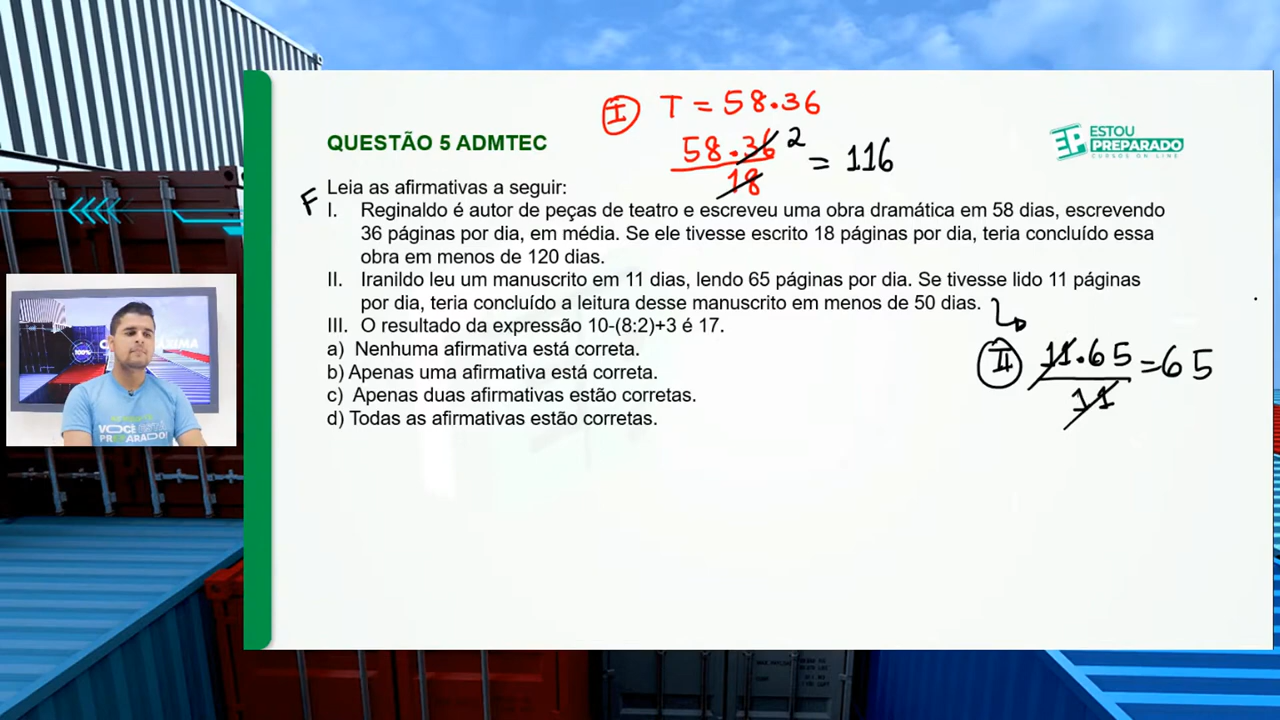 I T = 58.36
QUESTÃO 5 ADMTEC
58.36 2
18
= 116
ESTOU
PREPARADO
CURSOS ON LINE
Leia as afirmativas a seguir:
F
I. Reginaldo é autor de peças de teatro e escreveu uma obra dramática em 58 dias, escrevendo
36 páginas por dia, em média. Se ele tivesse escrito 18 páginas por dia, teria concluído essa
obra em menos de 120 dias.
II. Iranildo leu um manuscrito em 11 dias, lendo 65 páginas por dia. Se tivesse lido 11 páginas
por dia, teria concluído a leitura desse manuscrito em menos de 50 dias.
III. O resultado da expressão 10-(8:2)+3 é 17.
a) Nenhuma afirmativa está correta.
b) Apenas uma afirmativa está correta.
c) Apenas duas afirmativas estão corretas.
d) Todas as afirmativas estão corretas.
II 11.65 = 65
11
100%
VOCÊ
PREPARADO!